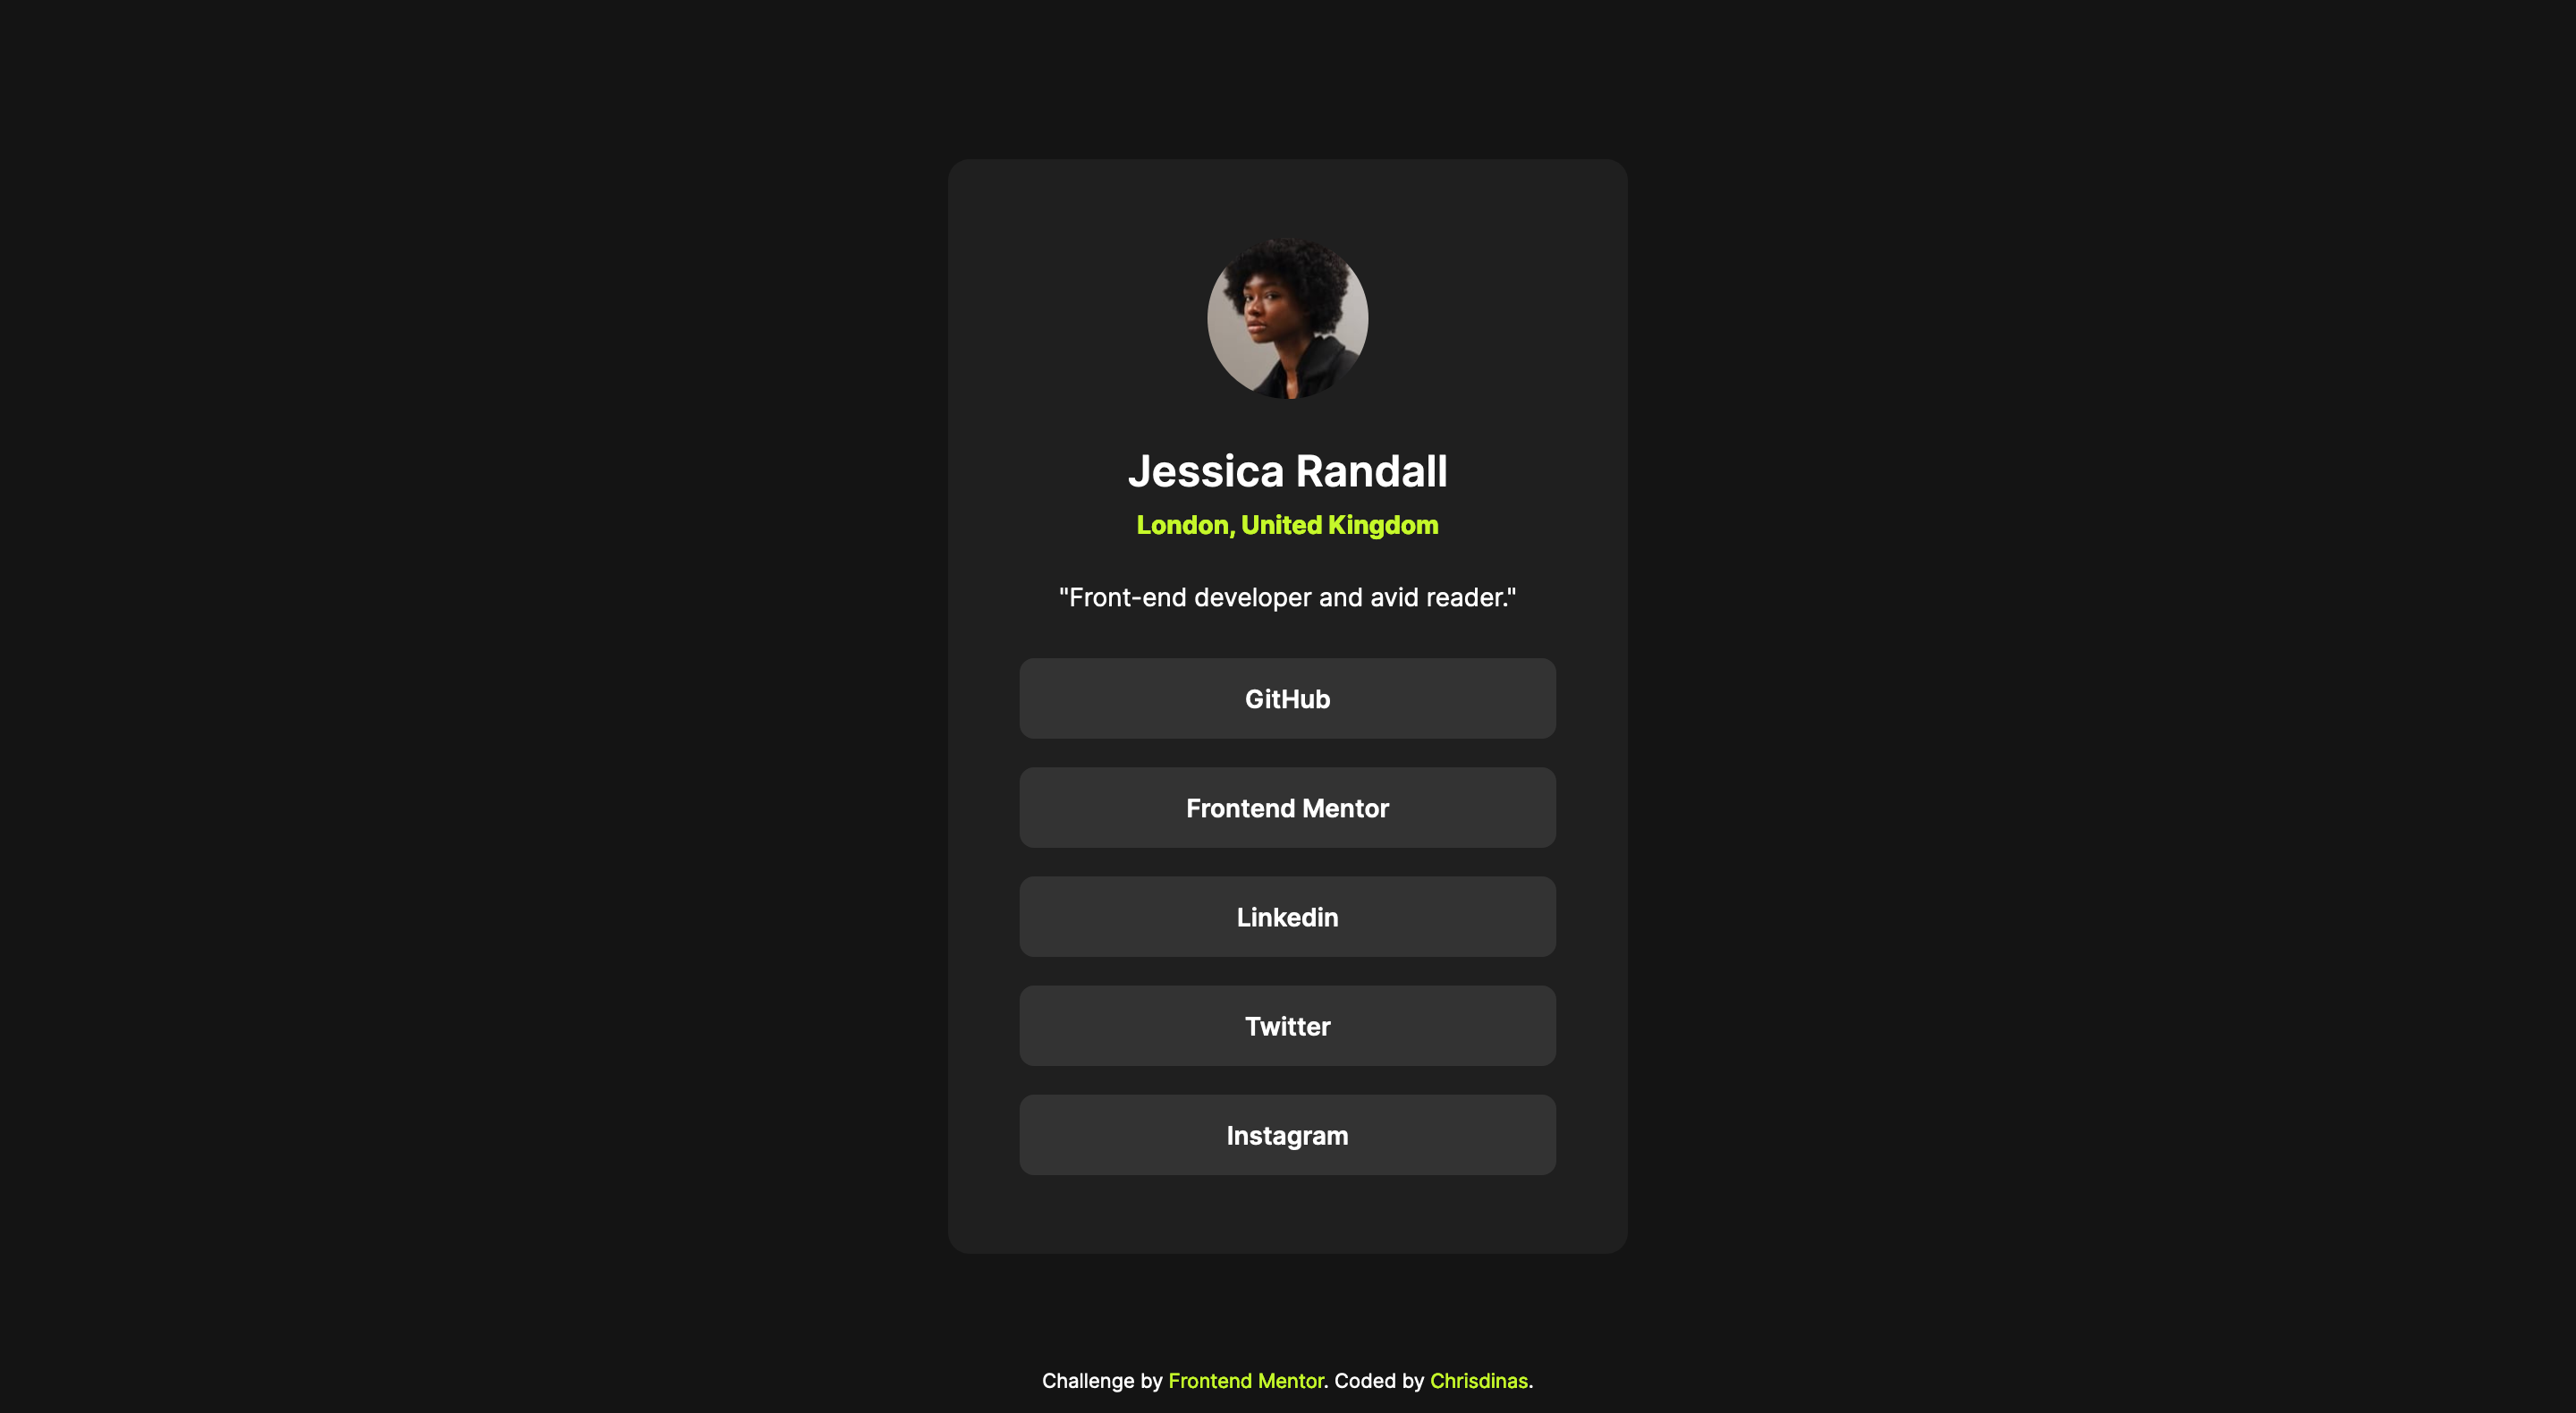 Jessica Randall
London, United Kingdom
"Front-end developer and avid reader."
GitHub
Frontend Mentor
Linkedin
Twitter
Instagram
Challenge by Frontend Mentor. Coded by Chrisdinas.